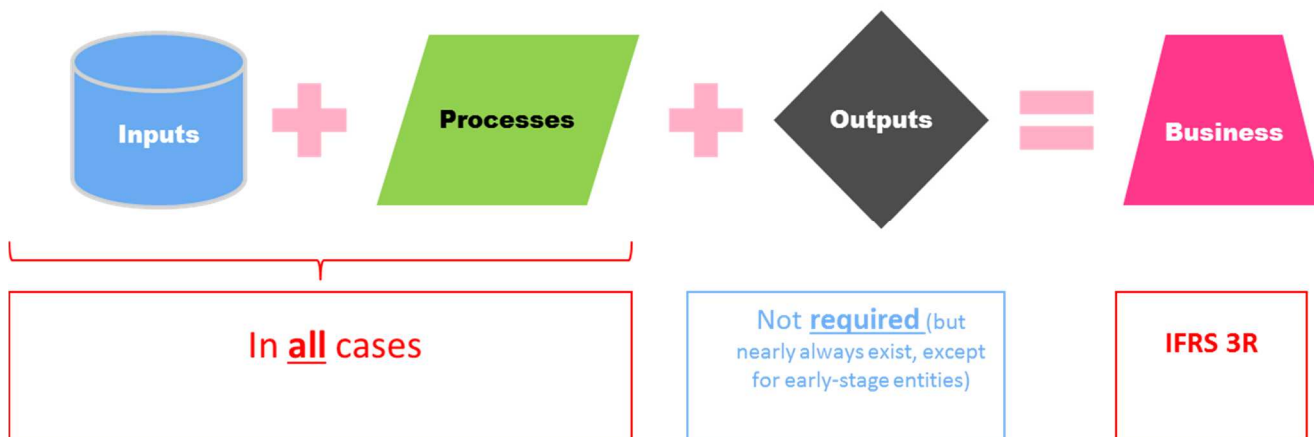 Inputs
Processes
Outputs
Business
In all cases
Not required (but
nearly always exist, except
for early-stage entities)
IFRS 3R